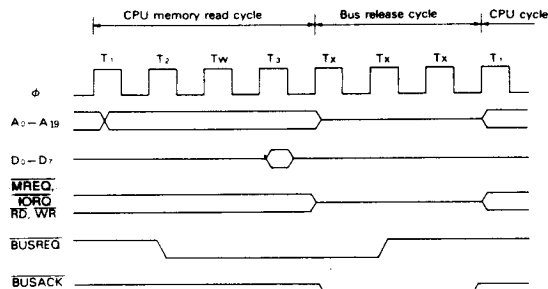 CPU memory read cycle Bus release cycle CPU cycle
T₁ T₂ Tw T₃ Tx Tx Tx T₁
φ
A₀–A₁₉
D₀–D₇
MREQ,
IORQ
RD, WR
BUSREQ
BUSACK